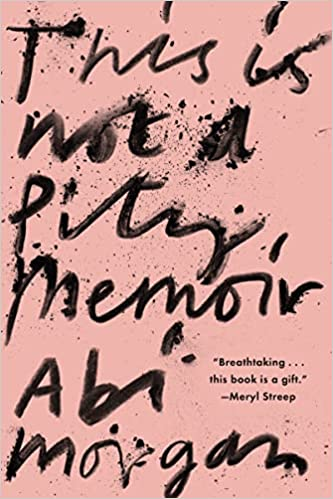 This is
not a
Pity
Memoir
Abi
Morgan
“Breathtaking . . .
this book is a gift.”
—Meryl Streep